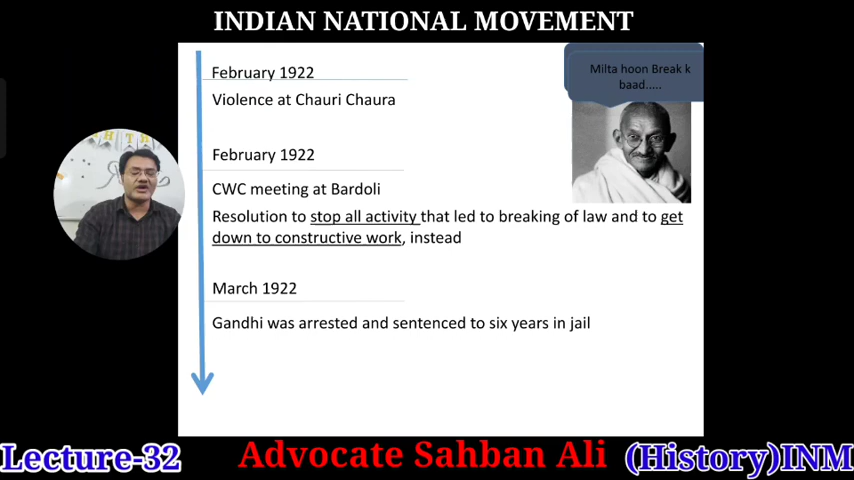 INDIAN NATIONAL MOVEMENT
Milta hoon Break k
baad.....
February 1922
Violence at Chauri Chaura
February 1922
CWC meeting at Bardoli
Resolution to stop all activity that led to breaking of law and to get
down to constructive work, instead
March 1922
Gandhi was arrested and sentenced to six years in jail
Lecture-32
Advocate Sahban Ali
(History)INM